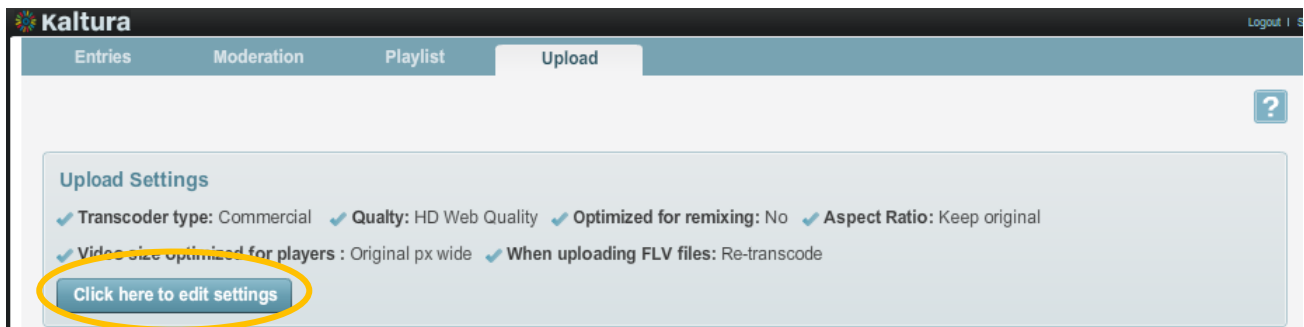 Kaltura
Logout | S
Entries Moderation Playlist Upload
?
Upload Settings
Transcoder type: Commercial Qualty: HD Web Quality Optimized for remixing: No Aspect Ratio: Keep original
Video size optimized for players : Original px wide When uploading FLV files: Re-transcode
Click here to edit settings